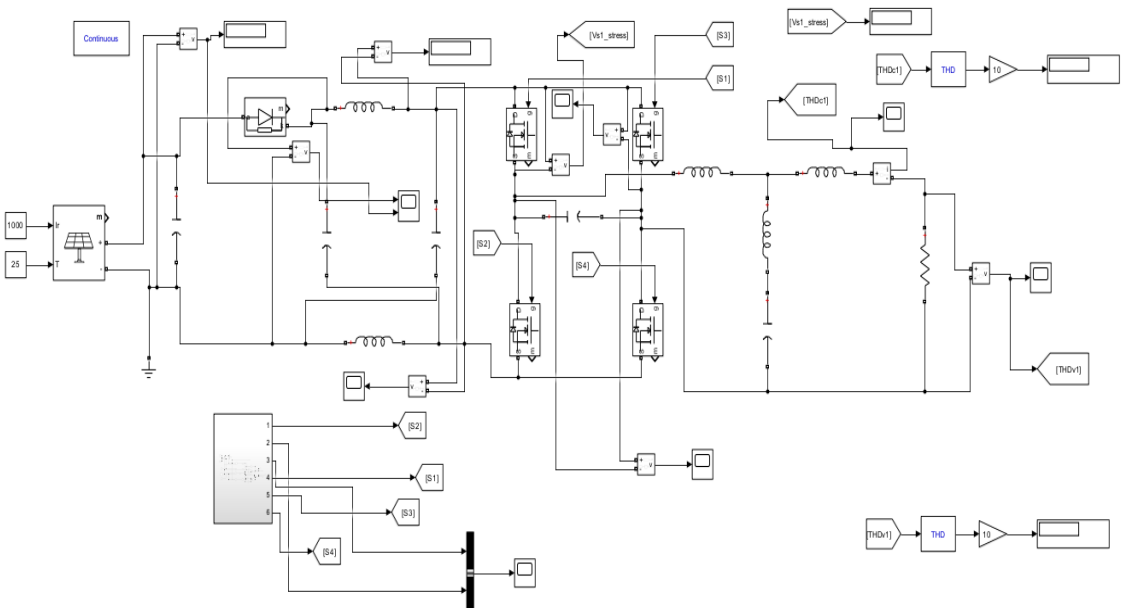 Continuous
+
-
v
+
-
v
[Vs1_stress]
[S3]
[S1]
[Vs1_stress]
[THDc1]
THD
10
[THDc1]
m
+
-
v
1000
25
Ir
T
m
+
-
[S2]
[S4]
+
-
v
+
-
v
+
-
v
[THDv1]
1
2
3
4
5
6
[S2]
[S1]
[S3]
[S4]
+
-
v
[THDv1]
THD
10